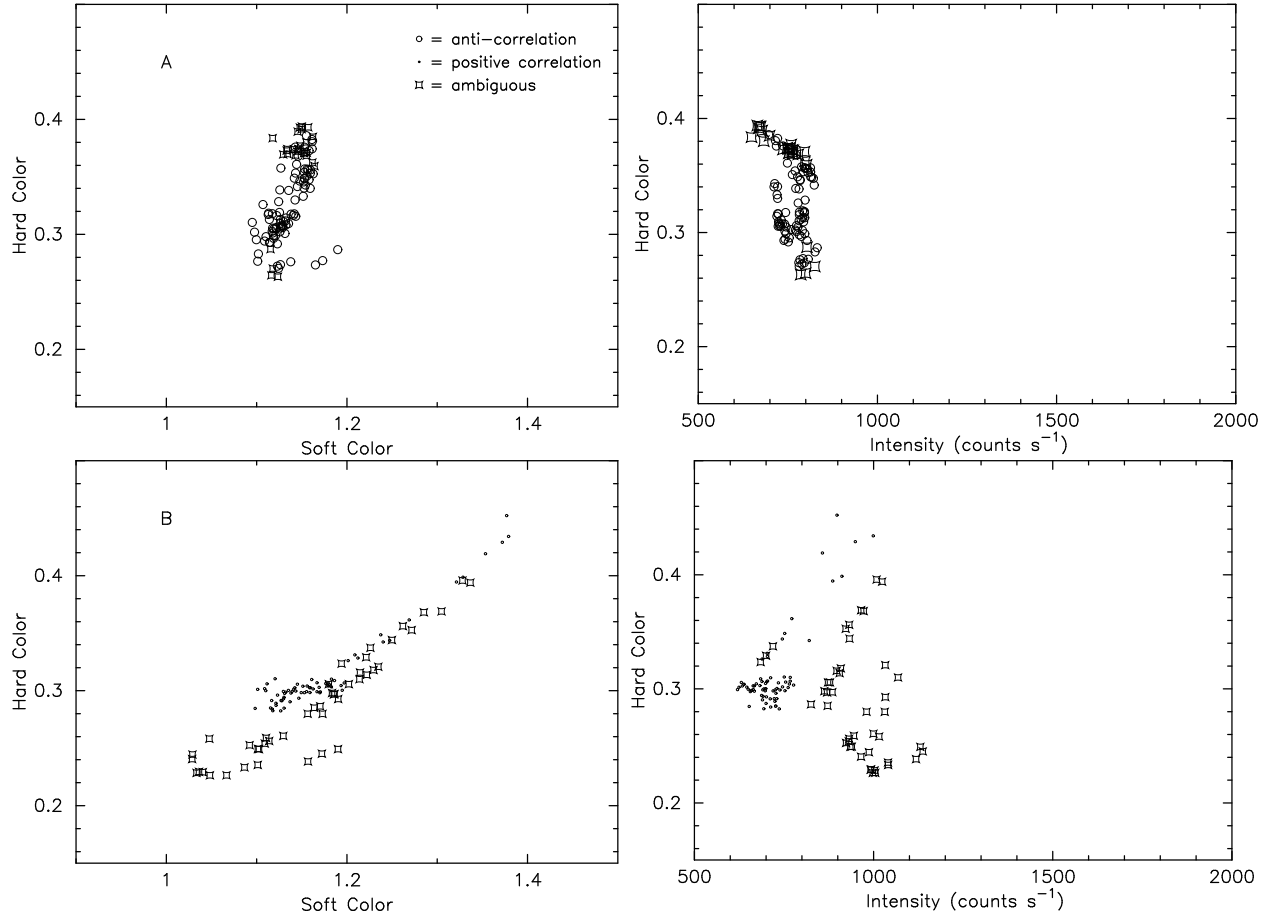 A
○ = anti-correlation
· = positive correlation
¤ = ambiguous
0.4
0.3
0.2
Hard Color
1
1.2
1.4
Soft Color
0.4
0.3
0.2
Hard Color
500
1000
1500
2000
Intensity (counts s⁻¹)
B
0.4
0.3
0.2
Hard Color
1
1.2
1.4
Soft Color
0.4
0.3
0.2
Hard Color
500
1000
1500
2000
Intensity (counts s⁻¹)